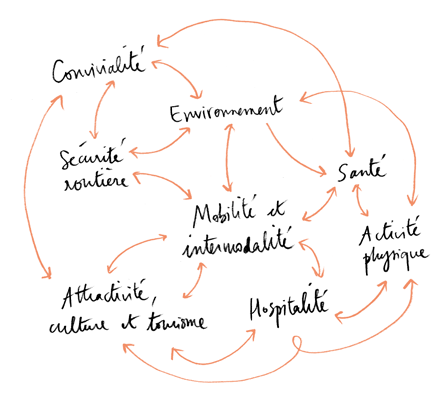 Convivialité
Environnement
Sécurité
routière
Santé
Mobilité et
intermodalité
Activité
physique
Attractivité,
culture et tourisme
Hospitalité